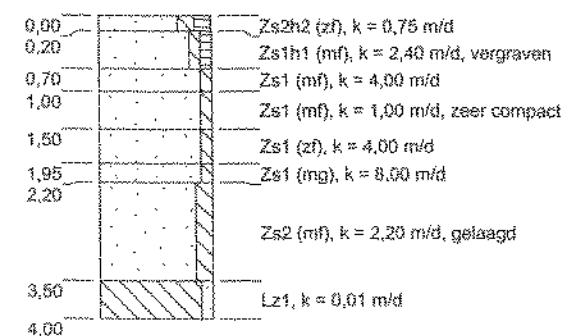 0,00 Zs2h2 (zf), k = 0,75 m/d
0,20 Zs1h1 (mf), k = 2,40 m/d, vergraven
0,70 Zs1 (mf), k = 4,00 m/d
1,00 Zs1 (mf), k = 1,00 m/d, zeer compact
1,50 Zs1 (zf), k = 4,00 m/d
1,95 Zs1 (mg), k = 8,00 m/d
2,20 Zs2 (mf), k = 2,20 m/d, gelaagd
3,50 Lz1, k = 0,01 m/d
4,00